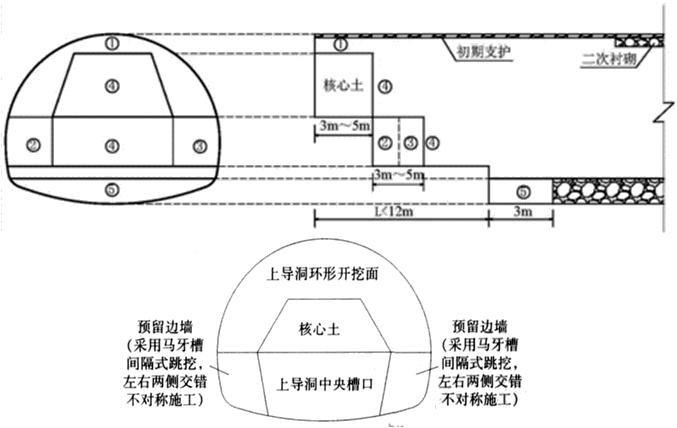 ①
①
初期支护
二次衬砌
④
核心土
④
3m～5m
②
④
③
②
③
④
3m～5m
⑤
⑤
L<12m
3m
上导洞环形开挖面
预留边墙
（采用马牙槽
间隔式跳挖，
左右两侧交错
不对称施工）
核心土
上导洞中央槽口
预留边墙
（采用马牙槽
间隔式跳挖，
左右两侧交错
不对称施工）